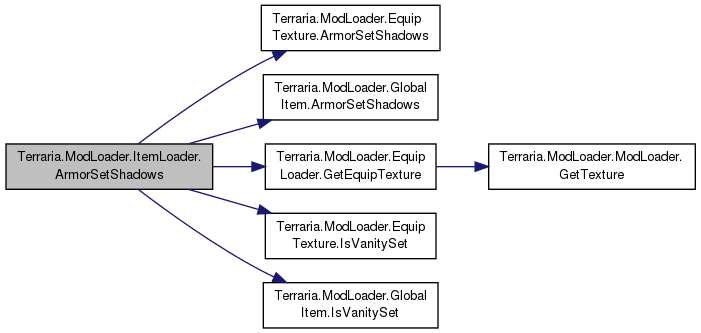 Terraria.ModLoader.Equip
Texture.ArmorSetShadows
Terraria.ModLoader.Global
Item.ArmorSetShadows
Terraria.ModLoader.ItemLoader.
ArmorSetShadows
Terraria.ModLoader.Equip
Loader.GetEquipTexture
Terraria.ModLoader.ModLoader.
GetTexture
Terraria.ModLoader.Equip
Texture.IsVanitySet
Terraria.ModLoader.Global
Item.IsVanitySet